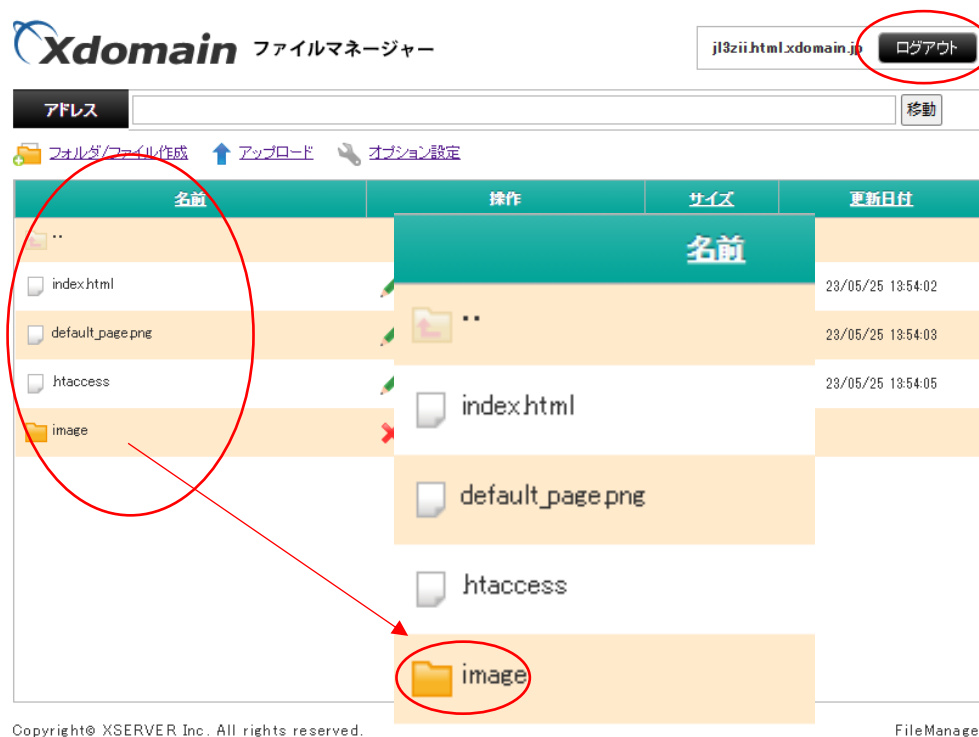 Xdomain ファイルマネージャー
jl3zii.html.xdomain.jp ログアウト
アドレス 移動
フォルダ/ファイル作成 アップロード オプション設定
名前 操作 サイズ 更新日付
..
index.html 23/05/25 13:54:02
default_page.png 23/05/25 13:54:03
.htaccess 23/05/25 13:54:05
image
名前
..
index.html
default_page.png
.htaccess
image
Copyright© XSERVER Inc. All rights reserved. FileManage